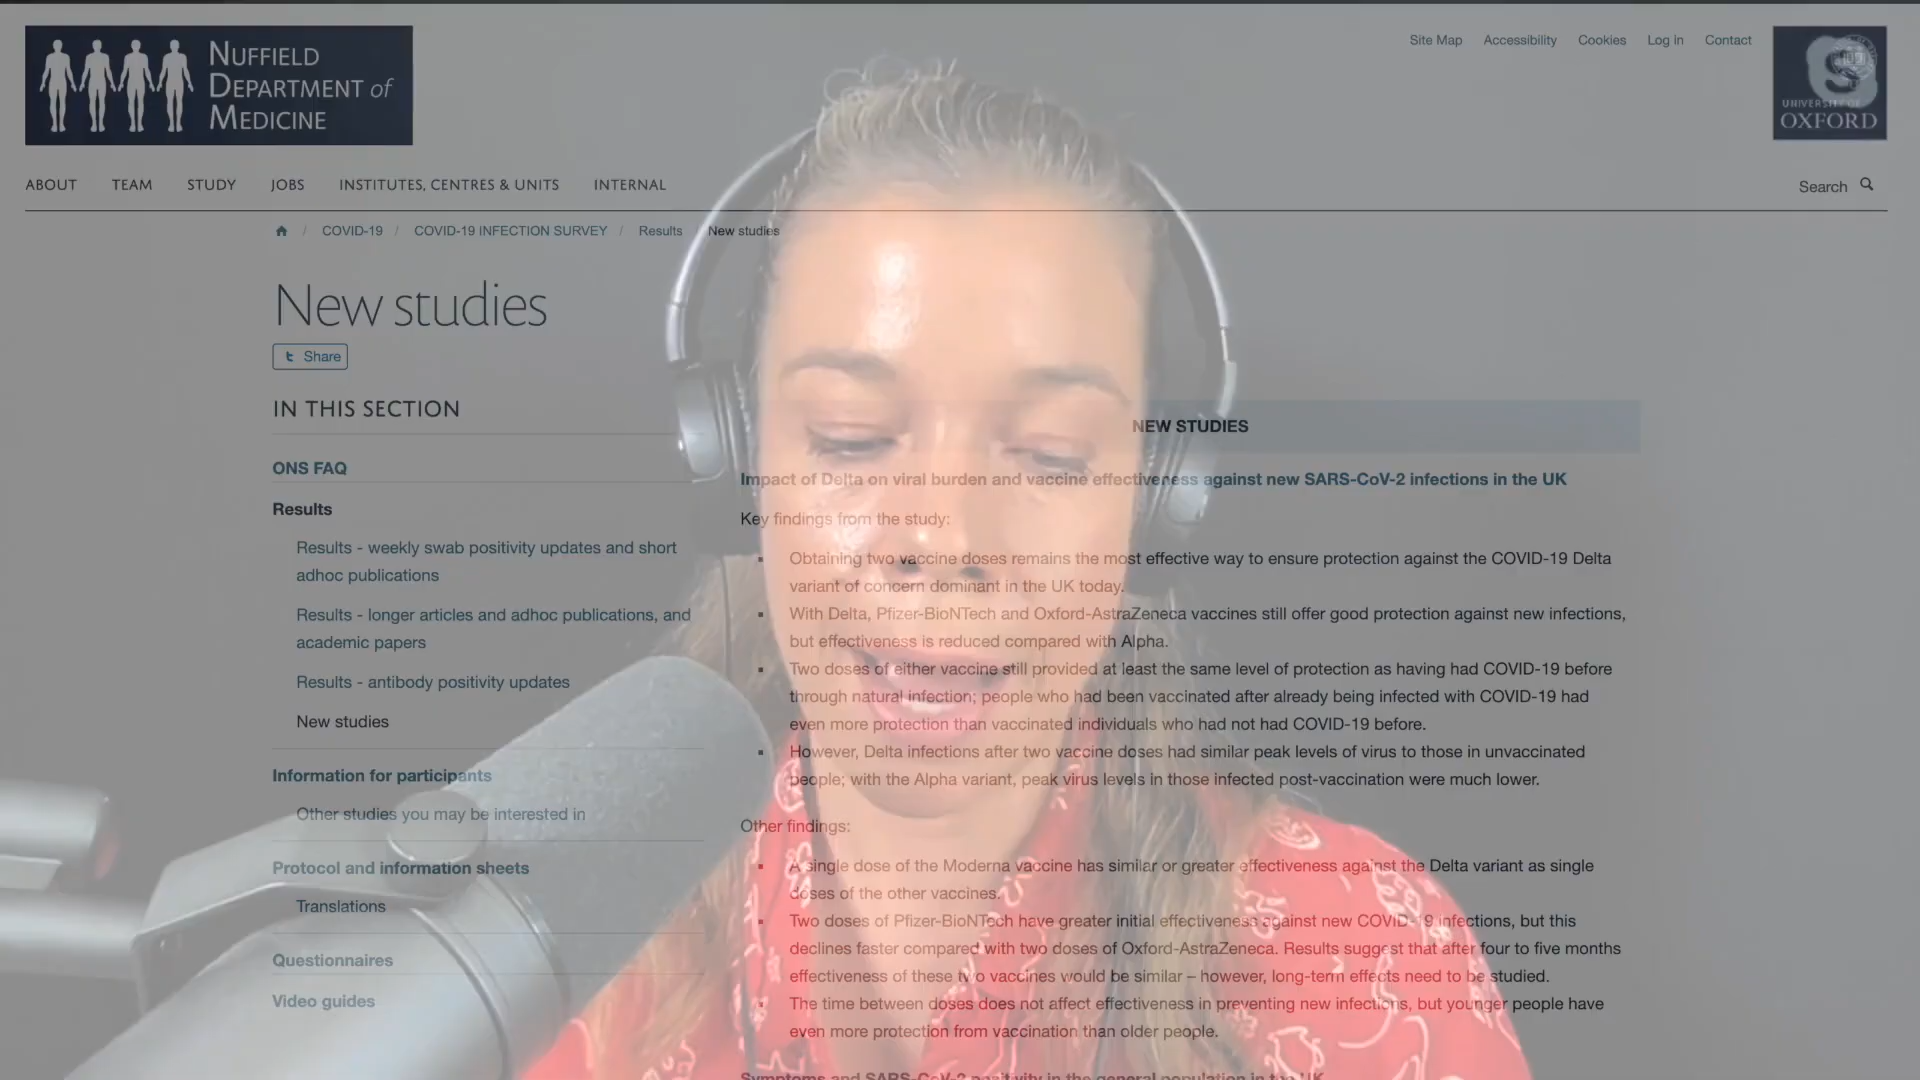 NUFFIELD
DEPARTMENT of
MEDICINE
Site Map Accessibility Cookies Log in Contact
UNIVERSITY OF
OXFORD
ABOUT TEAM STUDY JOBS INSTITUTES, CENTRES & UNITS INTERNAL
Search
/ COVID-19 / COVID-19 INFECTION SURVEY / Results / New studies
New studies
Share
IN THIS SECTION
ONS FAQ
Results
Results - weekly swab positivity updates and short
adhoc publications
Results - longer articles and adhoc publications, and
academic papers
Results - antibody positivity updates
New studies
Information for participants
Other studies you may be interested in
Protocol and information sheets
Translations
Questionnaires
Video guides
NEW STUDIES
Impact of Delta on viral burden and vaccine effectiveness against new SARS-CoV-2 infections in the UK
Key findings from the study:
Obtaining two vaccine doses remains the most effective way to ensure protection against the COVID-19 Delta
variant of concern dominant in the UK today.
With Delta, Pfizer-BioNTech and Oxford-AstraZeneca vaccines still offer good protection against new infections,
but effectiveness is reduced compared with Alpha.
Two doses of either vaccine still provided at least the same level of protection as having had COVID-19 before
through natural infection; people who had been vaccinated after already being infected with COVID-19 had
even more protection than vaccinated individuals who had not had COVID-19 before.
However, Delta infections after two vaccine doses had similar peak levels of virus to those in unvaccinated
people; with the Alpha variant, peak virus levels in those infected post-vaccination were much lower.
Other findings:
A single dose of the Moderna vaccine has similar or greater effectiveness against the Delta variant as single
doses of the other vaccines.
Two doses of Pfizer-BioNTech have greater initial effectiveness against new COVID-19 infections, but this
declines faster compared with two doses of Oxford-AstraZeneca. Results suggest that after four to five months
effectiveness of these two vaccines would be similar – however, long-term effects need to be studied.
The time between doses does not affect effectiveness in preventing new infections, but younger people have
even more protection from vaccination than older people.
Symptoms and SARS-CoV-2 positivity in the general population in the UK